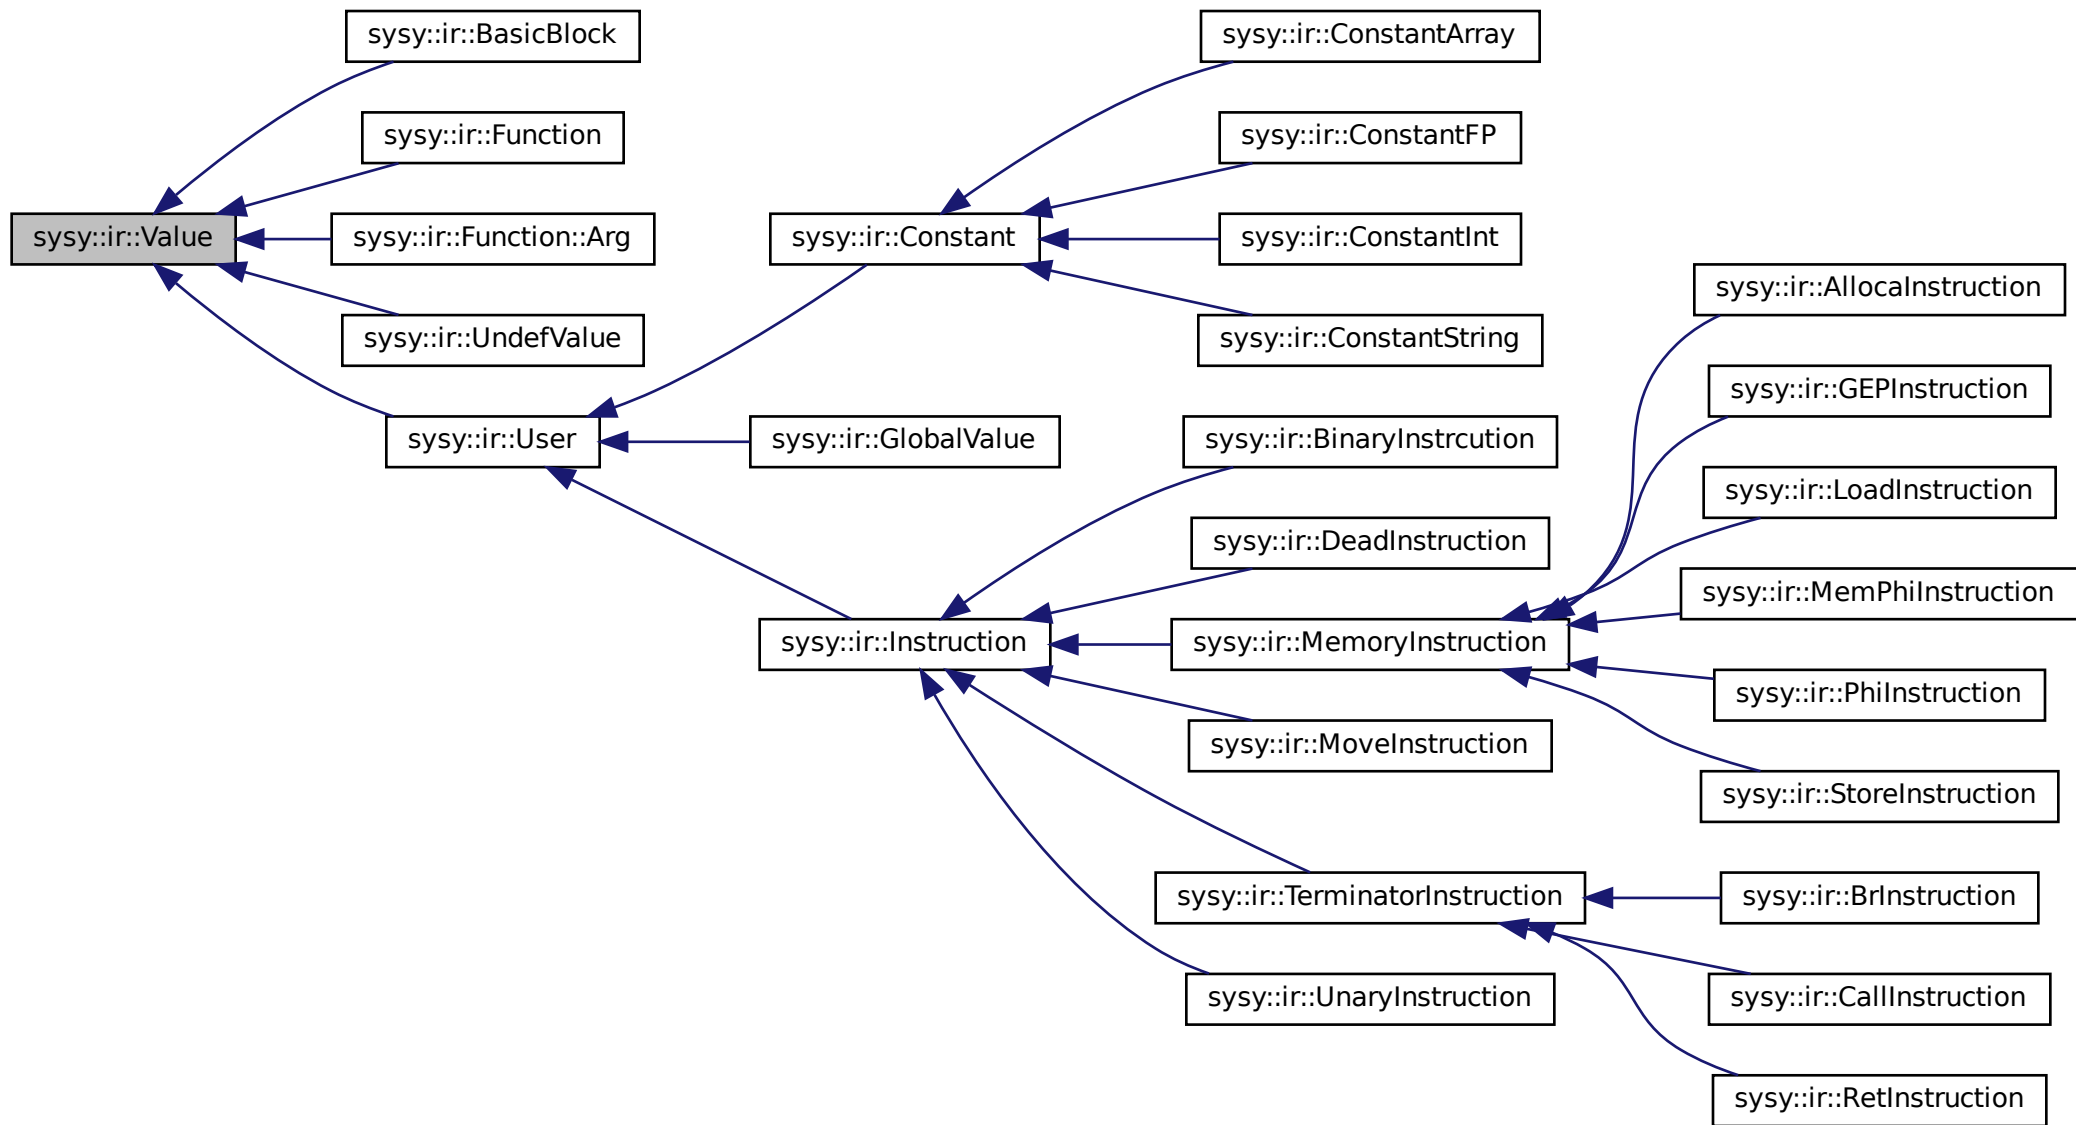 sysy::ir::BasicBlock
sysy::ir::ConstantArray
sysy::ir::Function
sysy::ir::ConstantFP
sysy::ir::Value
sysy::ir::Function::Arg
sysy::ir::Constant
sysy::ir::ConstantInt
sysy::ir::AllocaInstruction
sysy::ir::UndefValue
sysy::ir::ConstantString
sysy::ir::GEPInstruction
sysy::ir::User
sysy::ir::GlobalValue
sysy::ir::BinaryInstrcution
sysy::ir::LoadInstruction
sysy::ir::DeadInstruction
sysy::ir::MemPhiInstruction
sysy::ir::Instruction
sysy::ir::MemoryInstruction
sysy::ir::PhiInstruction
sysy::ir::MoveInstruction
sysy::ir::StoreInstruction
sysy::ir::TerminatorInstruction
sysy::ir::BrInstruction
sysy::ir::UnaryInstruction
sysy::ir::CallInstruction
sysy::ir::RetInstruction